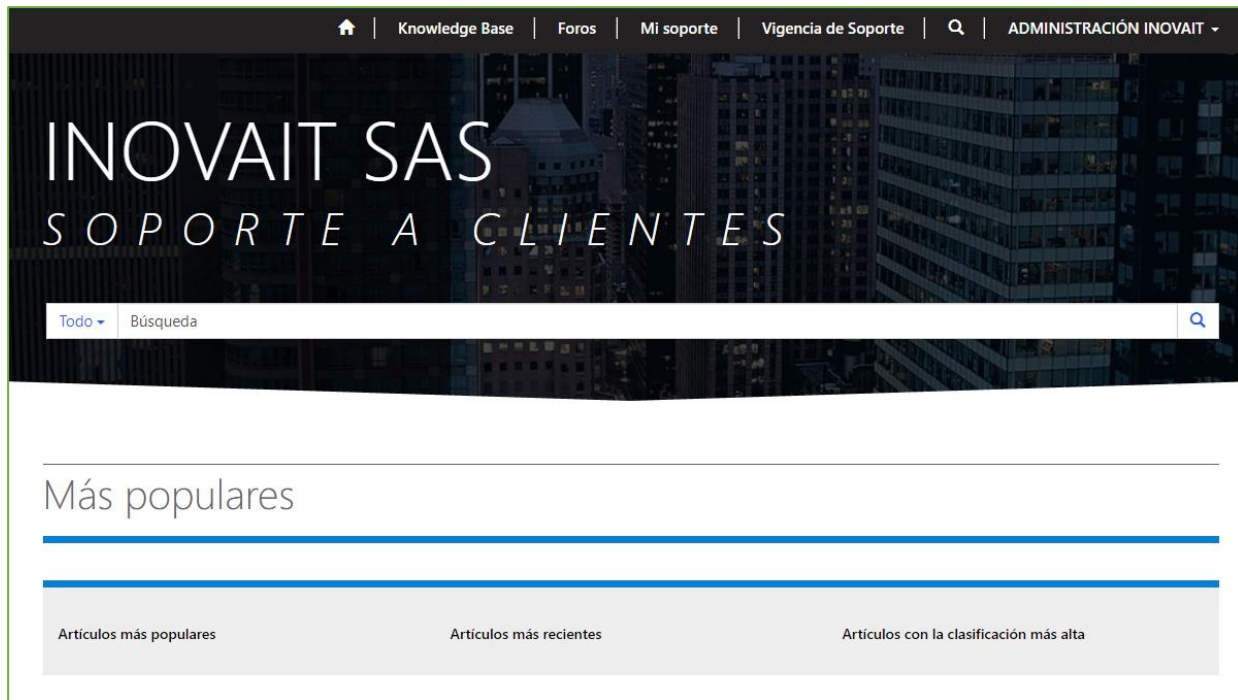 Knowledge Base | Foros | Mi soporte | Vigencia de Soporte | | ADMINISTRACIÓN INOVAIT
INOVAIT SAS
SOPORTE A CLIENTES
Todo Búsqueda
Más populares
Artículos más populares Artículos más recientes Artículos con la clasificación más alta